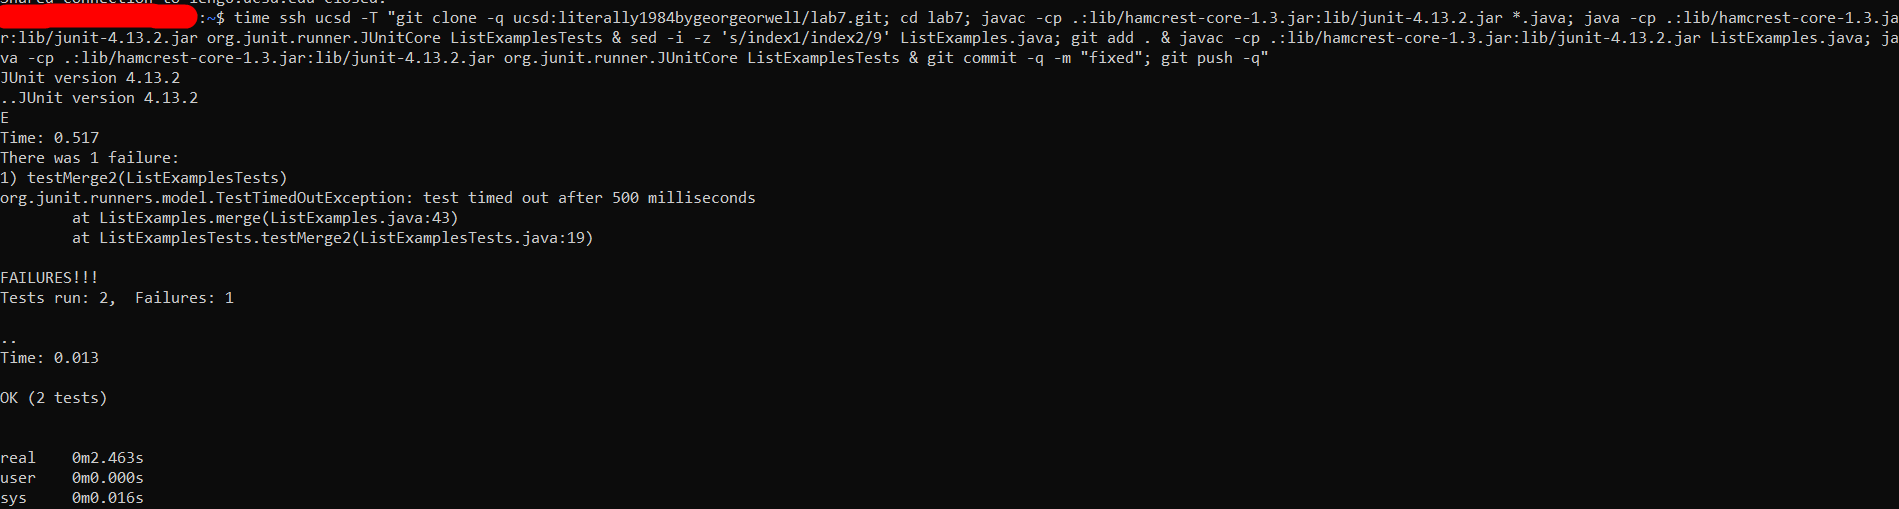 Shared connection to ieng6.ucsd.edu closed.
:~$ time ssh ucsd -T "git clone -q ucsd:literally1984bygeorgeorwell/lab7.git; cd lab7; javac -cp .:lib/hamcrest-core-1.3.jar:lib/junit-4.13.2.jar *.java; java -cp .:lib/hamcrest-core-1.3.ja
r:lib/junit-4.13.2.jar org.junit.runner.JUnitCore ListExamplesTests & sed -i -z 's/index1/index2/9' ListExamples.java; git add . & javac -cp .:lib/hamcrest-core-1.3.jar:lib/junit-4.13.2.jar ListExamples.java; ja
va -cp .:lib/hamcrest-core-1.3.jar:lib/junit-4.13.2.jar org.junit.runner.JUnitCore ListExamplesTests & git commit -q -m "fixed"; git push -q"
JUnit version 4.13.2
..JUnit version 4.13.2
E
Time: 0.517
There was 1 failure:
1) testMerge2(ListExamplesTests)
org.junit.runners.model.TestTimedOutException: test timed out after 500 milliseconds
        at ListExamples.merge(ListExamples.java:43)
        at ListExamplesTests.testMerge2(ListExamplesTests.java:19)
FAILURES!!!
Tests run: 2,  Failures: 1
..
Time: 0.013
OK (2 tests)
real    0m2.463s
user    0m0.000s
sys     0m0.016s